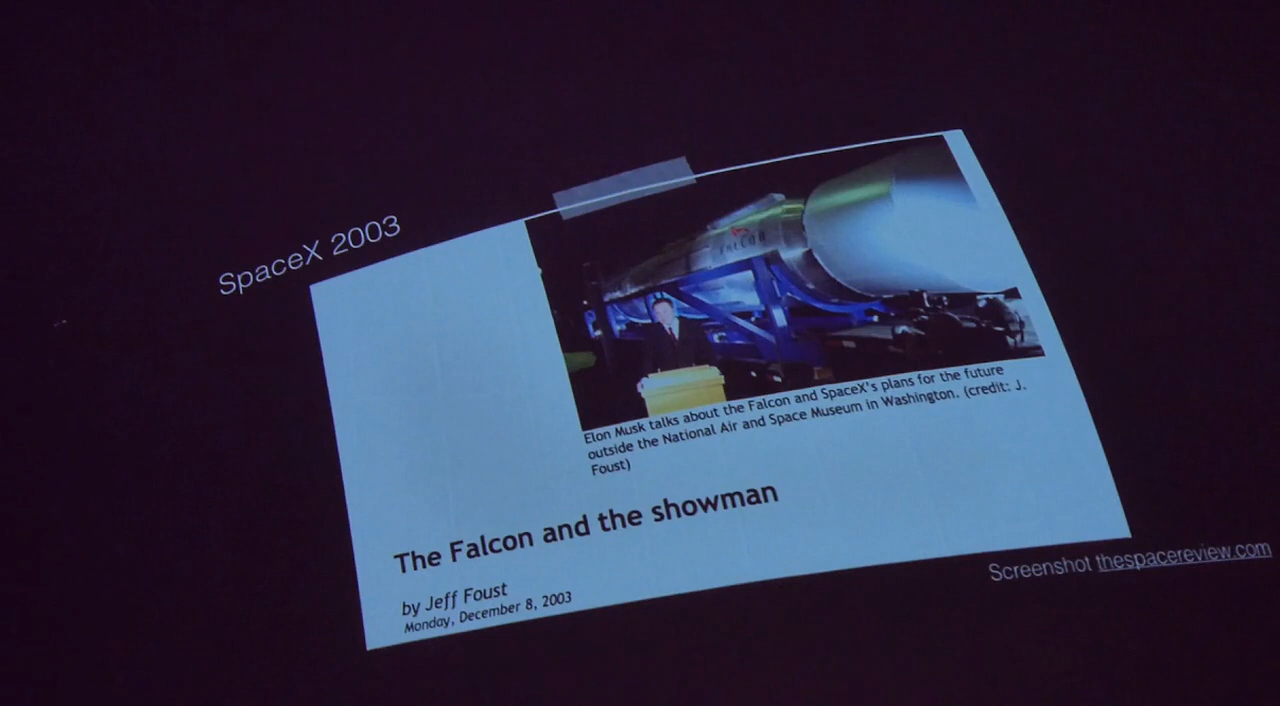 SpaceX 2003
FALCON
Elon Musk talks about the Falcon and SpaceX's plans for the future
outside the National Air and Space Museum in Washington. (credit: J.
Foust)
The Falcon and the showman
by Jeff Foust
Monday, December 8, 2003
Screenshot thespacereview.com